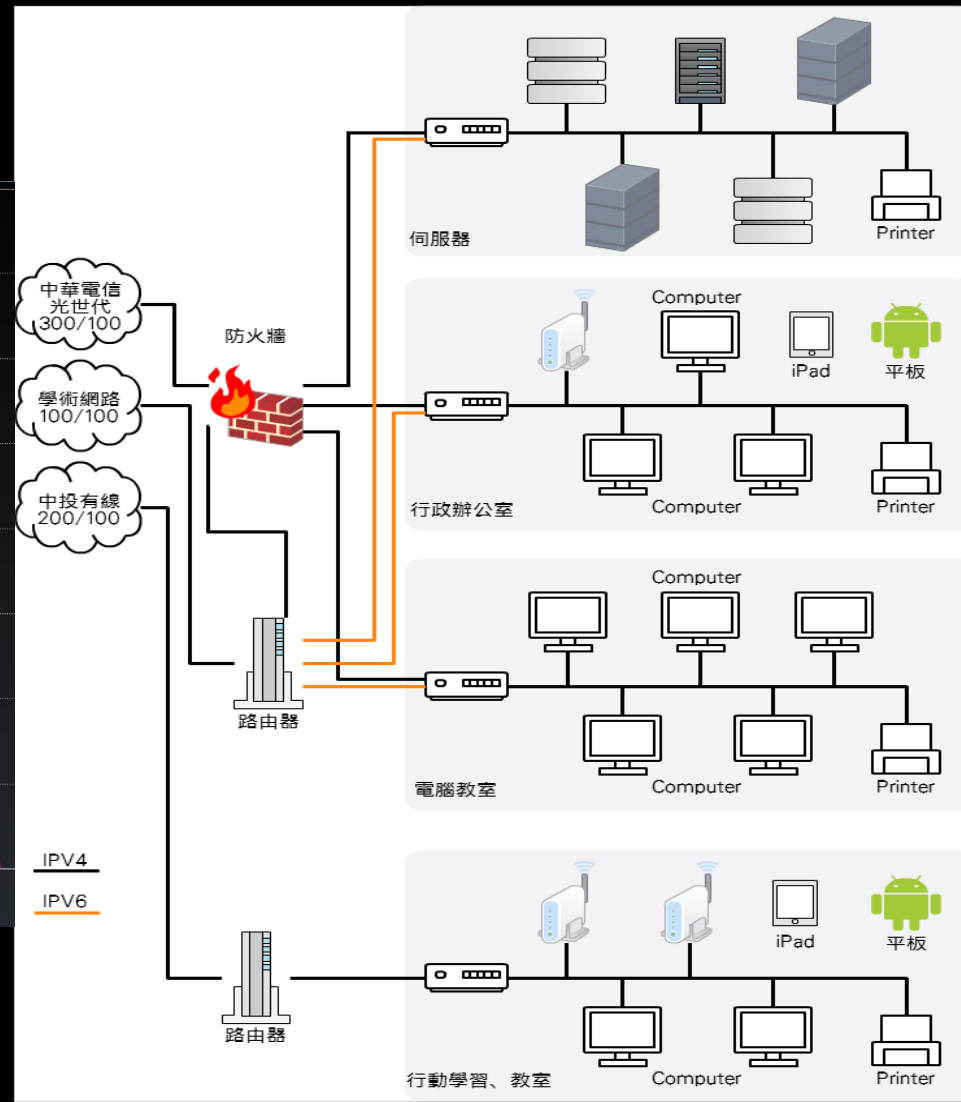 Printer
伺服器
中華電信
光世代
300/100
防火牆
學術網路
100/100
中投有線
200/100
Computer
iPad
平板
Computer
Computer
Printer
行政辦公室
Computer
Computer
Computer
Printer
電腦教室
路由器
IPV4
IPV6
路由器
iPad
平板
Computer
Printer
行動學習、教室